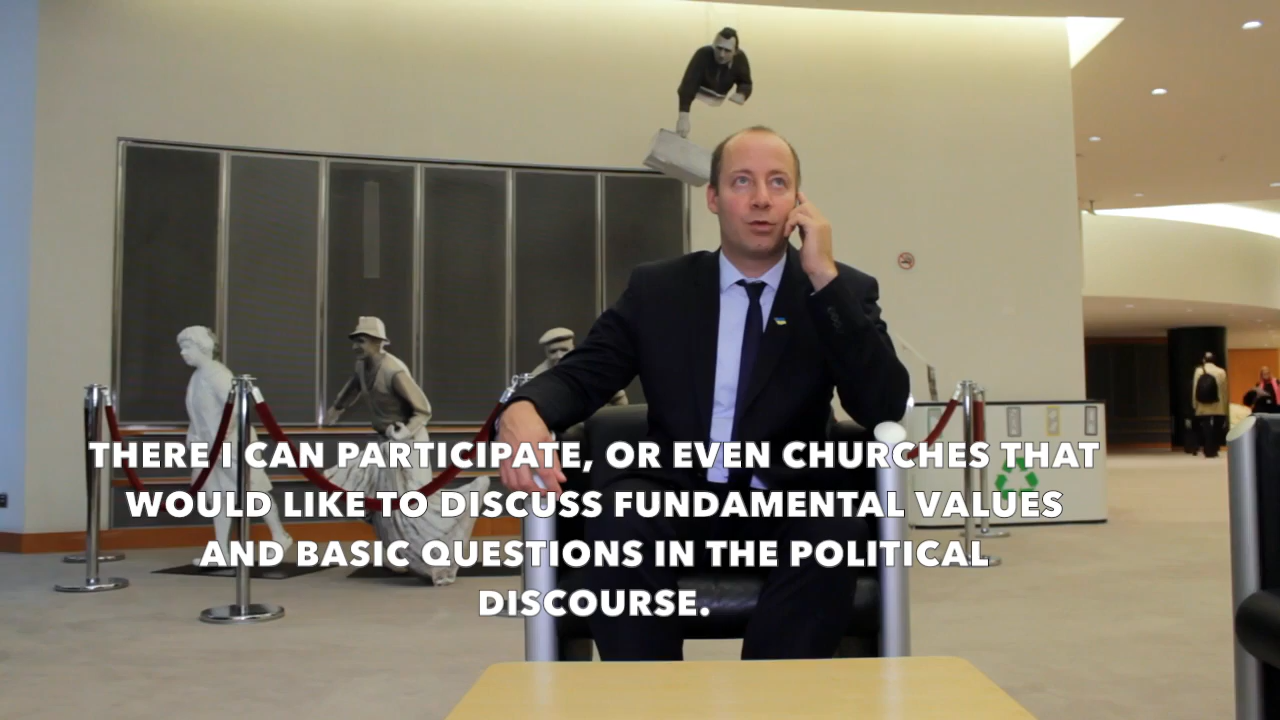 THERE I CAN PARTICIPATE, OR EVEN CHURCHES THAT
WOULD LIKE TO DISCUSS FUNDAMENTAL VALUES
AND BASIC QUESTIONS IN THE POLITICAL
DISCOURSE.